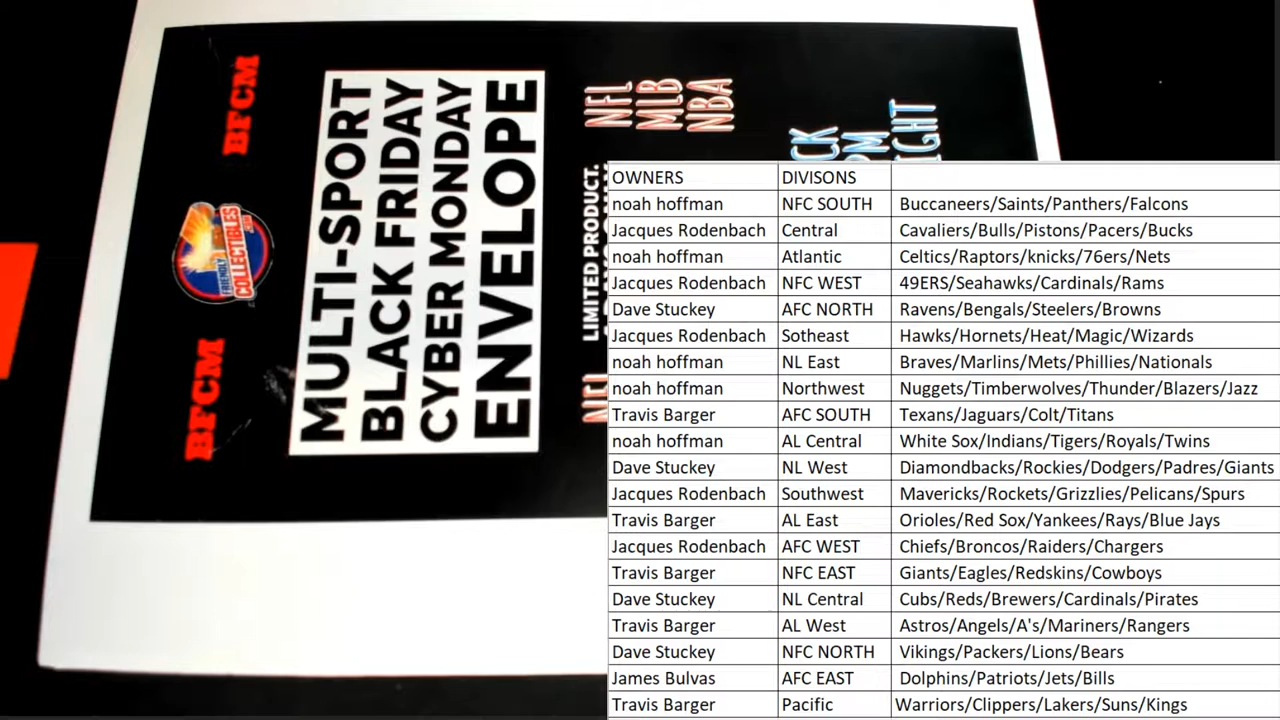 BFCM
BFCM
FRIENDLY
COLLECTIBLES
.COM
MULTI-SPORT
BLACK FRIDAY
CYBER MONDAY
ENVELOPE
LIMITED PRODUCT.
NFL
MLB
NBA
OWNERS DIVISONS
noah hoffman NFC SOUTH Buccaneers/Saints/Panthers/Falcons
Jacques Rodenbach Central Cavaliers/Bulls/Pistons/Pacers/Bucks
noah hoffman Atlantic Celtics/Raptors/knicks/76ers/Nets
Jacques Rodenbach NFC WEST 49ERS/Seahawks/Cardinals/Rams
Dave Stuckey AFC NORTH Ravens/Bengals/Steelers/Browns
Jacques Rodenbach Sotheast Hawks/Hornets/Heat/Magic/Wizards
noah hoffman NL East Braves/Marlins/Mets/Phillies/Nationals
noah hoffman Northwest Nuggets/Timberwolves/Thunder/Blazers/Jazz
Travis Barger AFC SOUTH Texans/Jaguars/Colt/Titans
noah hoffman AL Central White Sox/Indians/Tigers/Royals/Twins
Dave Stuckey NL West Diamondbacks/Rockies/Dodgers/Padres/Giants
Jacques Rodenbach Southwest Mavericks/Rockets/Grizzlies/Pelicans/Spurs
Travis Barger AL East Orioles/Red Sox/Yankees/Rays/Blue Jays
Jacques Rodenbach AFC WEST Chiefs/Broncos/Raiders/Chargers
Travis Barger NFC EAST Giants/Eagles/Redskins/Cowboys
Dave Stuckey NL Central Cubs/Reds/Brewers/Cardinals/Pirates
Travis Barger AL West Astros/Angels/A's/Mariners/Rangers
Dave Stuckey NFC NORTH Vikings/Packers/Lions/Bears
James Bulvas AFC EAST Dolphins/Patriots/Jets/Bills
Travis Barger Pacific Warriors/Clippers/Lakers/Suns/Kings